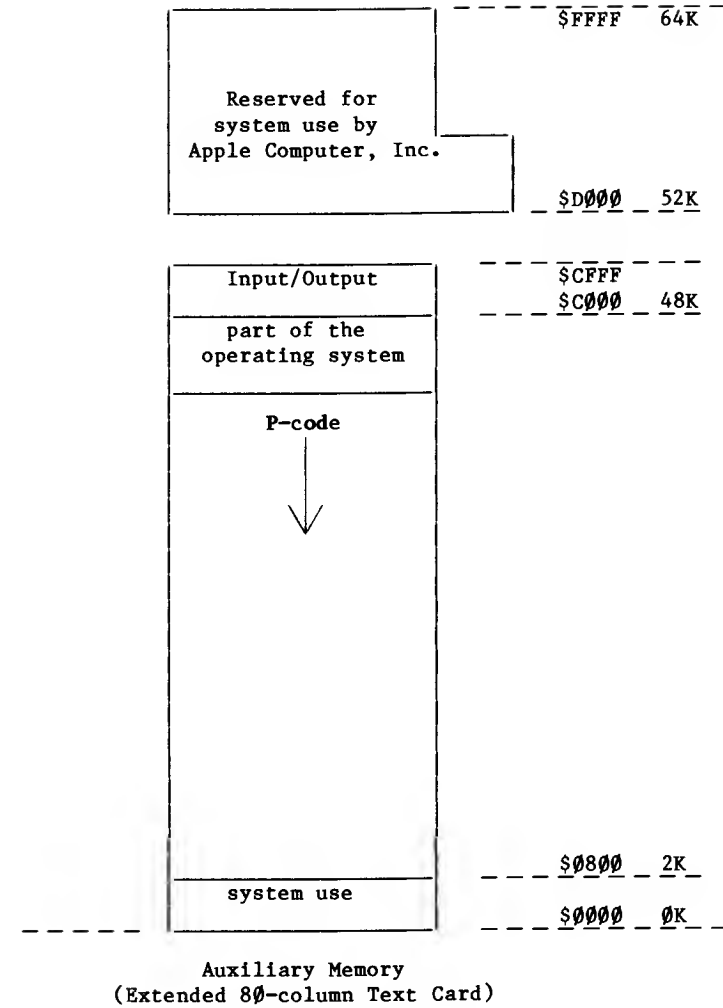 $FFFF 64K
Reserved for
system use by
Apple Computer, Inc.
$DØØØ 52K
Input/Output
$CFFF
$CØØØ 48K
part of the
operating system
P-code
$Ø8ØØ 2K
system use
$ØØØØ ØK
Auxiliary Memory
(Extended 8Ø-column Text Card)